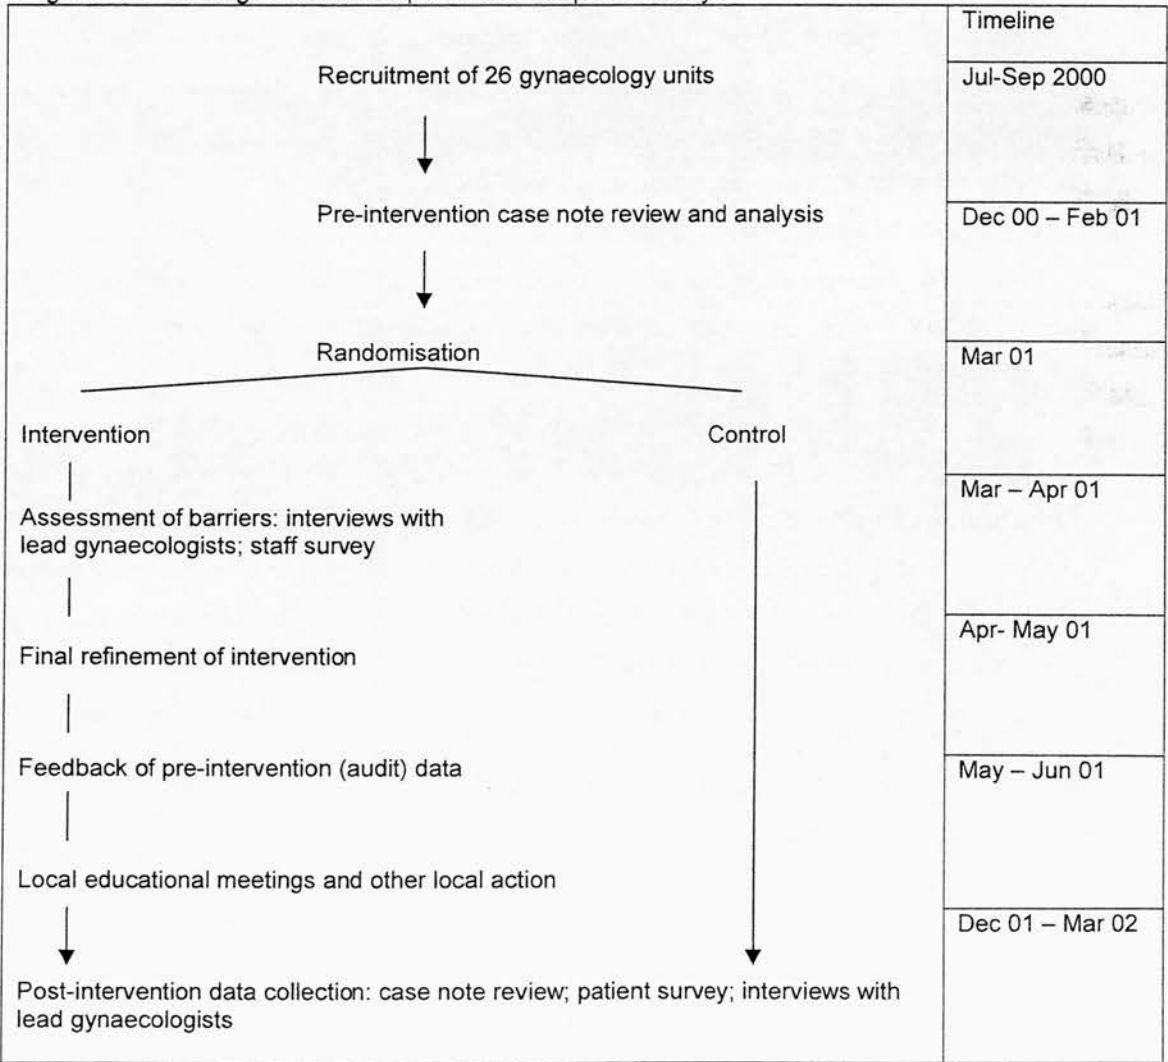 Timeline
Recruitment of 26 gynaecology units
Jul-Sep 2000
Pre-intervention case note review and analysis
Dec 00 – Feb 01
Randomisation
Mar 01
Intervention
Control
Mar – Apr 01
Assessment of barriers: interviews with
lead gynaecologists; staff survey
Apr- May 01
Final refinement of intervention
Feedback of pre-intervention (audit) data
May – Jun 01
Local educational meetings and other local action
Dec 01 – Mar 02
Post-intervention data collection: case note review; patient survey; interviews with
lead gynaecologists